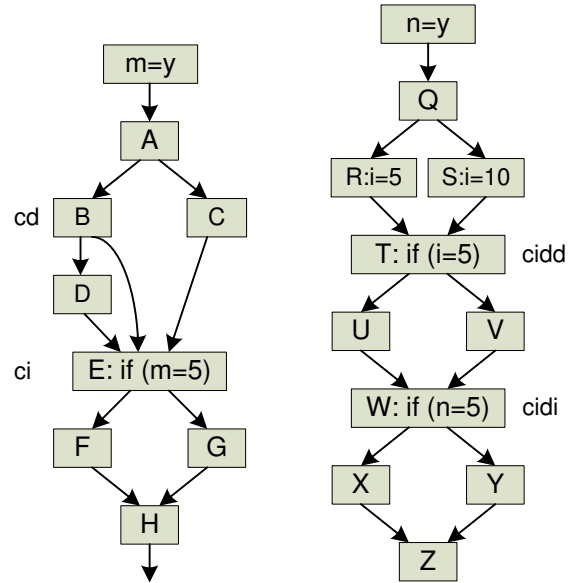 m=y
A
cd
B
C
D
ci
E: if (m=5)
F
G
H
n=y
Q
R:i=5
S:i=10
T: if (i=5)
cidd
U
V
W: if (n=5)
cidi
X
Y
Z